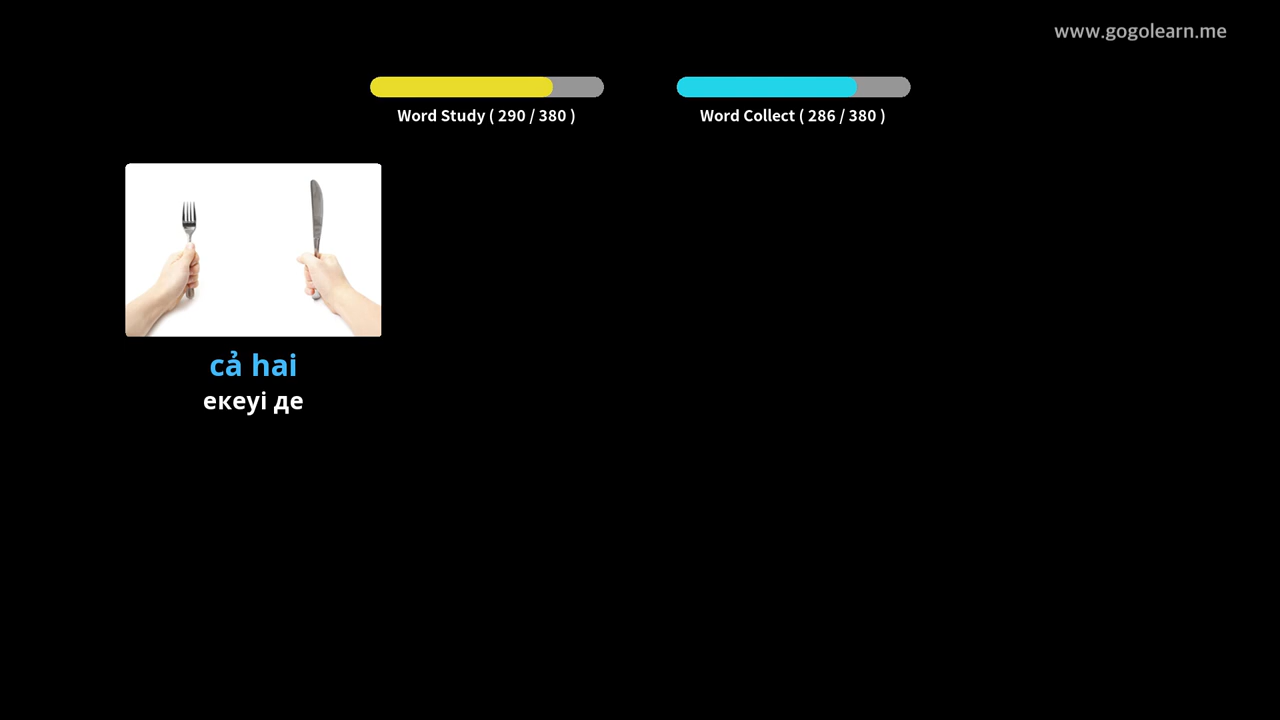 www.gogolearn.me
Word Study ( 290 / 380 )
Word Collect ( 286 / 380 )
cả hai
екеуі де